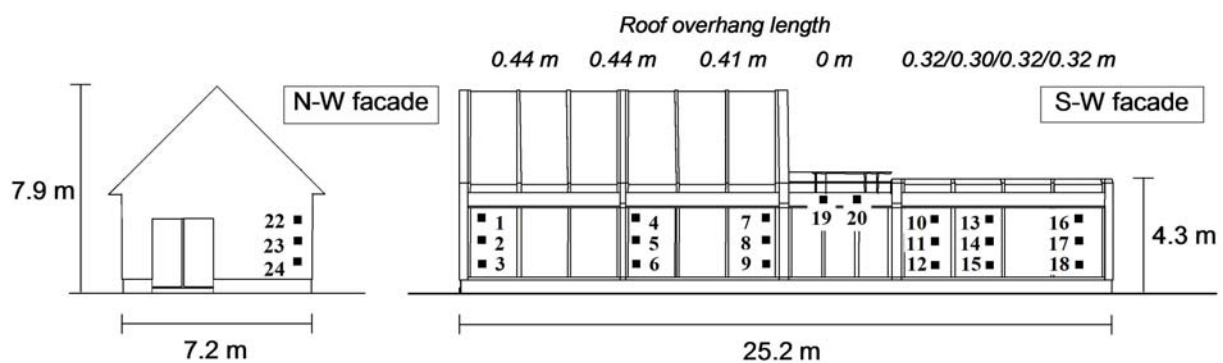 Roof overhang length
0.44 m 0.44 m 0.41 m 0 m 0.32/0.30/0.32/0.32 m
N-W facade S-W facade
7.9 m
22 1 4 7 19 20 10 13 16
23 2 5 8 11 14 17
24 3 6 9 12 15 18
4.3 m
7.2 m 25.2 m